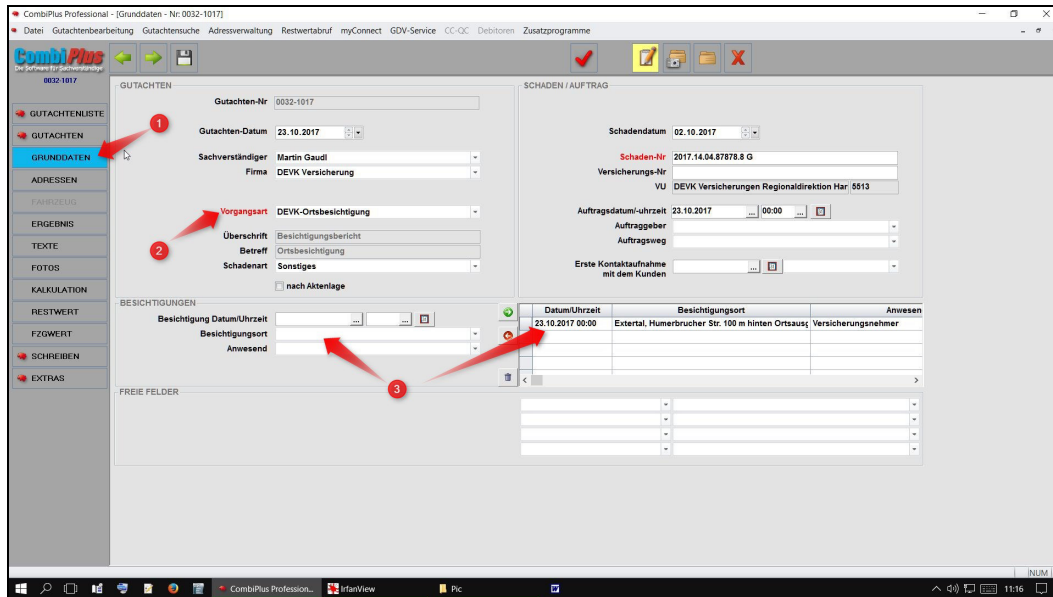 CombiPlus Professional - [Grunddaten - Nr: 0032-1017]
Datei Gutachtenbearbeitung Gutachtensuche Adressverwaltung Restwertabruf myConnect GDV-Service CC-QC Debitoren Zusatzprogramme
CombiPlus
Die Software für Sachverständige
0032-1017
GUTACHTENLISTE
GUTACHTEN
GRUNDDATEN
ADRESSEN
FAHRZEUG
ERGEBNIS
TEXTE
FOTOS
KALKULATION
RESTWERT
FZGWERT
SCHREIBEN
EXTRAS
1
2
3
GUTACHTEN
Gutachten-Nr 0032-1017
Gutachten-Datum 23.10.2017
Sachverständiger Martin Gaudl
Firma DEVK Versicherung
Vorgangsart DEVK-Ortsbesichtigung
Überschrift Besichtigungsbericht
Betreff Ortsbesichtigung
Schadenart Sonstiges
nach Aktenlage
SCHADEN / AUFTRAG
Schadendatum 02.10.2017
Schaden-Nr 2017.14.04.87878.8 G
Versicherungs-Nr
VU DEVK Versicherungen Regionaldirektion Har 5513
Auftragsdatum/-uhrzeit 23.10.2017 ... 00:00 ...
Auftraggeber
Auftragsweg
Erste Kontaktaufnahme
mit dem Kunden ...
BESICHTIGUNGEN
Besichtigung Datum/Uhrzeit ... ...
Besichtigungsort
Anwesend
Datum/Uhrzeit Besichtigungsort Anwesen
23.10.2017 00:00 Extertal, Humerbrucher Str. 100 m hinten Ortsausg Versicherungsnehmer
FREIE FELDER
NUM
CombiPlus Profession... IrfanView Pic 11:16